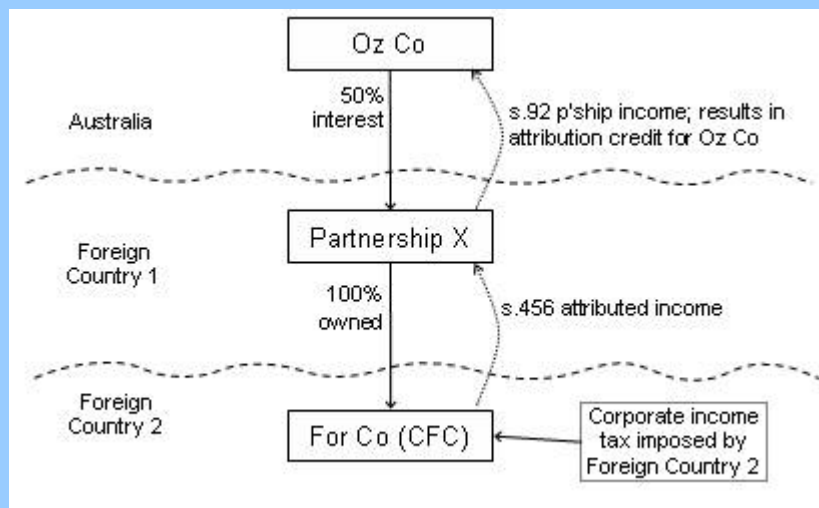 Oz Co
50%
interest
Australia
s.92 p'ship income; results in
attribution credit for Oz Co
Partnership X
Foreign
Country 1
100%
owned
s.456 attributed income
Foreign
Country 2
For Co (CFC)
Corporate income
tax imposed by
Foreign Country 2